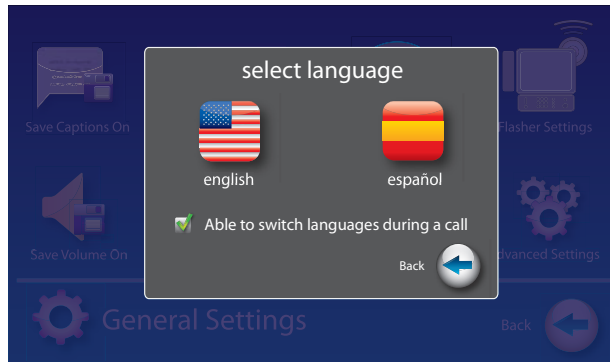 select language
english
español
Able to switch languages during a call
Back
Save Captions On
Flasher Settings
Save Volume On
dvanced Settings
General Settings
Back